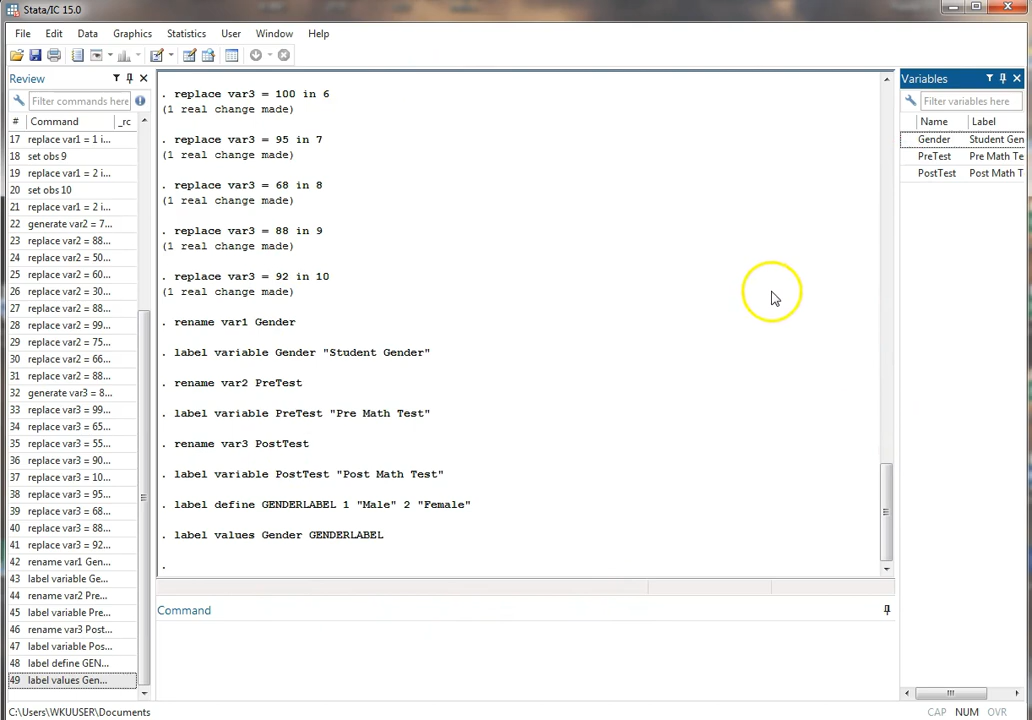 Stata/IC 15.0
File Edit Data Graphics Statistics User Window Help
Review
Filter commands here
# Command _rc
17 replace var1 = 1 i...
18 set obs 9
19 replace var1 = 2 i...
20 set obs 10
21 replace var1 = 2 i...
22 generate var2 = 7...
23 replace var2 = 88...
24 replace var2 = 50...
25 replace var2 = 60...
26 replace var2 = 30...
27 replace var2 = 88...
28 replace var2 = 99...
29 replace var2 = 75...
30 replace var2 = 66...
31 replace var2 = 88...
32 generate var3 = 8...
33 replace var3 = 99...
34 replace var3 = 65...
35 replace var3 = 55...
36 replace var3 = 90...
37 replace var3 = 10...
38 replace var3 = 95...
39 replace var3 = 68...
40 replace var3 = 88...
41 replace var3 = 92...
42 rename var1 Gen...
43 label variable Ge...
44 rename var2 Pre...
45 label variable Pre...
46 rename var3 Post...
47 label variable Pos...
48 label define GEN...
49 label values Gen...
. replace var3 = 100 in 6
(1 real change made)
. replace var3 = 95 in 7
(1 real change made)
. replace var3 = 68 in 8
(1 real change made)
. replace var3 = 88 in 9
(1 real change made)
. replace var3 = 92 in 10
(1 real change made)
. rename var1 Gender
. label variable Gender "Student Gender"
. rename var2 PreTest
. label variable PreTest "Pre Math Test"
. rename var3 PostTest
. label variable PostTest "Post Math Test"
. label define GENDERLABEL 1 "Male" 2 "Female"
. label values Gender GENDERLABEL
.
Command
Variables
Filter variables here
Name Label
Gender Student Gen
PreTest Pre Math Te
PostTest Post Math T
C:\Users\WKUUSER\Documents
CAP NUM OVR